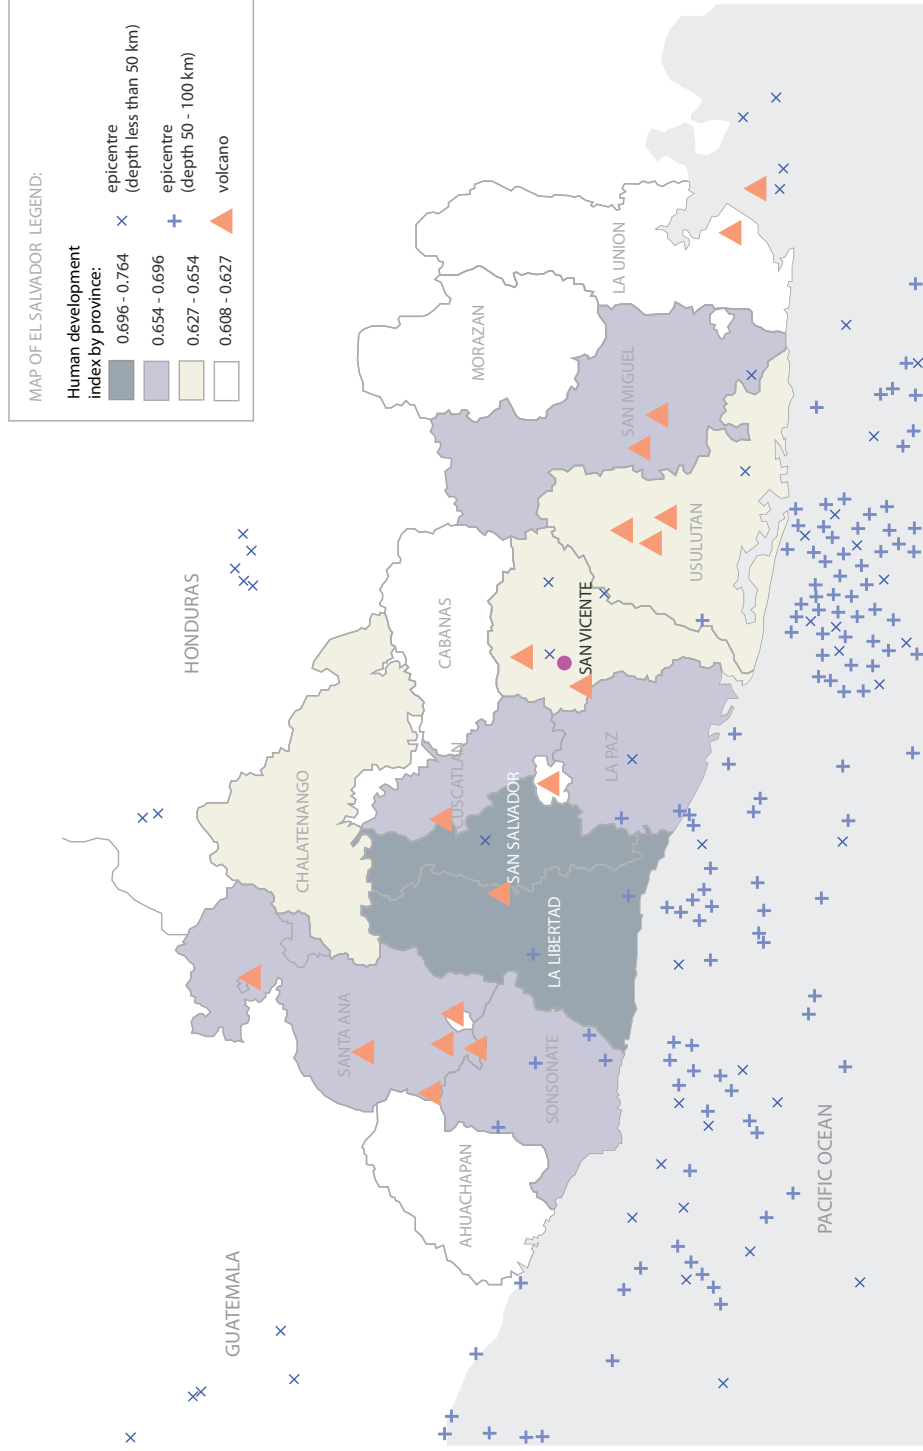 MAP OF EL SALVADOR LEGEND:
Human development
index by province:
0.696 - 0.764
0.654 - 0.696
0.627 - 0.654
0.608 - 0.627
epicentre
(depth less than 50 km)
epicentre
(depth 50 - 100 km)
volcano
GUATEMALA
HONDURAS
CHALATENANGO
SANTA ANA
AHUACHAPAN
SONSONATE
LA LIBERTAD
SAN SALVADOR
CUSCATLAN
CABANAS
LA PAZ
SAN VICENTE
USULUTAN
SAN MIGUEL
MORAZAN
LA UNION
PACIFIC OCEAN